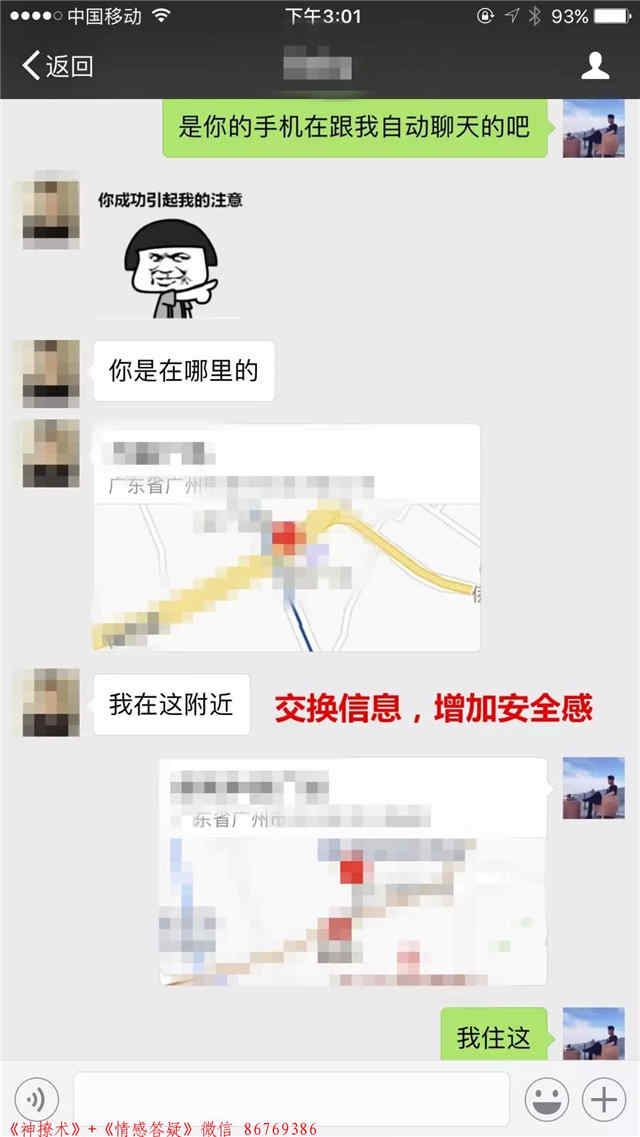 中国移动
下午3:01
93%
返回
是你的手机在跟我自动聊天的吧
你成功引起我的注意
你是在哪里的
广东省广州
我在这附近
交换信息，增加安全感
东省广州市
我住这
《神撩术》+《情感答疑》微信 86769386